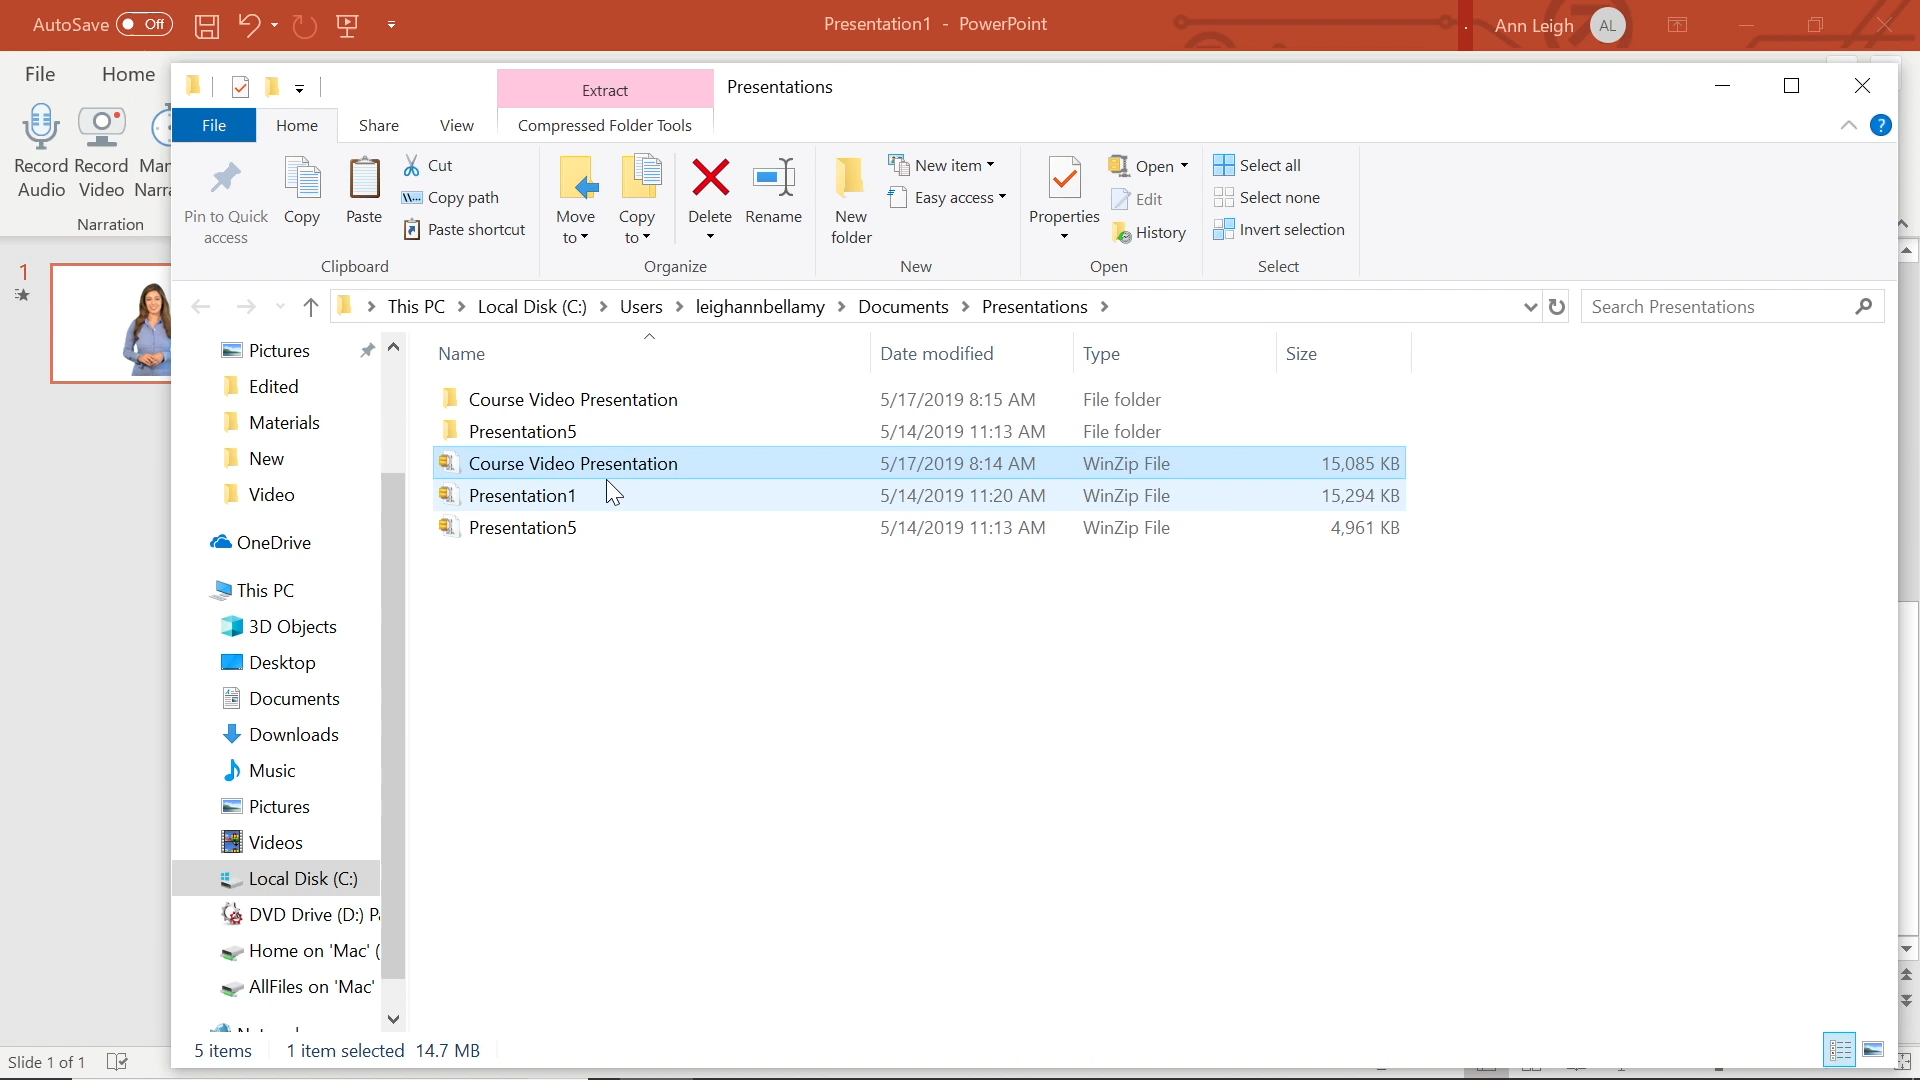 AutoSave Off
Presentation1 - PowerPoint
Ann Leigh AL
File Home
Record Audio
Record Video
Narration
Slide 1 of 1
1
Extract
Presentations
File Home Share View Compressed Folder Tools
Pin to Quick access
Copy
Paste
Cut
Copy path
Paste shortcut
Clipboard
Move to
Copy to
Delete
Rename
Organize
New folder
New item
Easy access
New
Properties
Open
Edit
History
Open
Select all
Select none
Invert selection
Select
This PC Local Disk (C:) Users leighannbellamy Documents Presentations
Search Presentations
Pictures
Edited
Materials
New
Video
OneDrive
This PC
3D Objects
Desktop
Documents
Downloads
Music
Pictures
Videos
Local Disk (C:)
DVD Drive (D:)
Home on 'Mac' (
AllFiles on 'Mac'
Name Date modified Type Size
Course Video Presentation 5/17/2019 8:15 AM File folder
Presentation5 5/14/2019 11:13 AM File folder
Course Video Presentation 5/17/2019 8:14 AM WinZip File 15,085 KB
Presentation1 5/14/2019 11:20 AM WinZip File 15,294 KB
Presentation5 5/14/2019 11:13 AM WinZip File 4,961 KB
5 items 1 item selected 14.7 MB